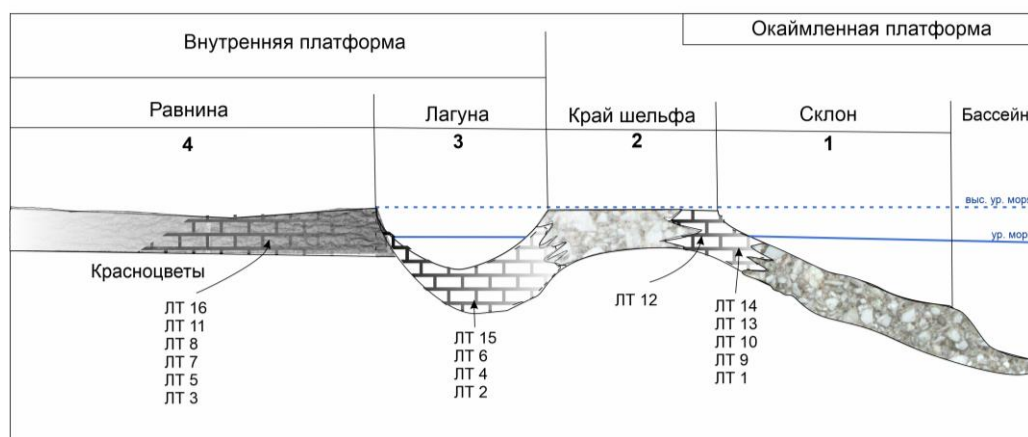 Окаймленная платформа
Внутренняя платформа
Равнина
Лагуна
Край шельфа
Склон
Бассейн
4
3
2
1
выс. ур. моря
ур. моря
Красноцветы
ЛТ 16
ЛТ 11
ЛТ 8
ЛТ 7
ЛТ 5
ЛТ 3
ЛТ 15
ЛТ 6
ЛТ 4
ЛТ 2
ЛТ 12
ЛТ 14
ЛТ 13
ЛТ 10
ЛТ 9
ЛТ 1